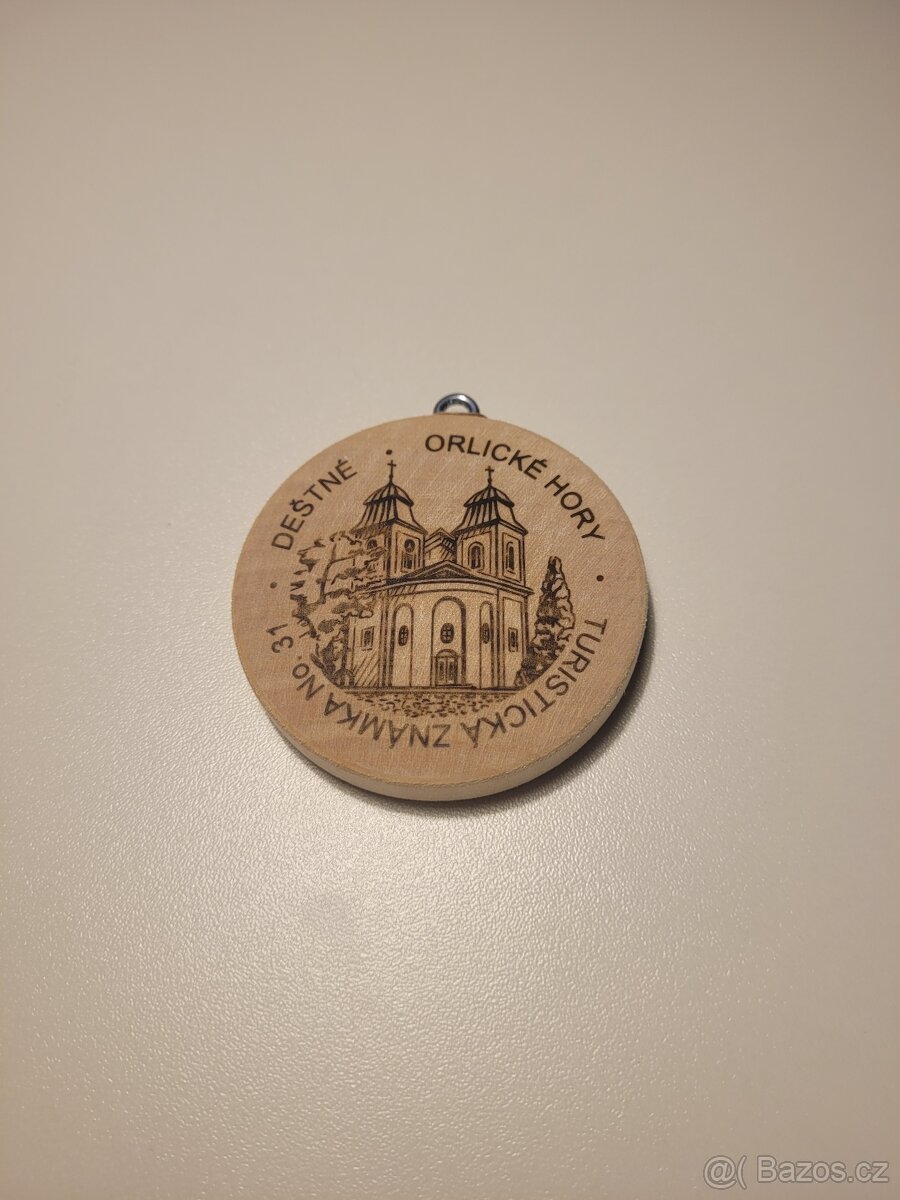 DEŠTNÉ • ORLICKÉ HORY •
TURISTICKÁ ZNÁMKA No. 31 •
@( Bazos.cz